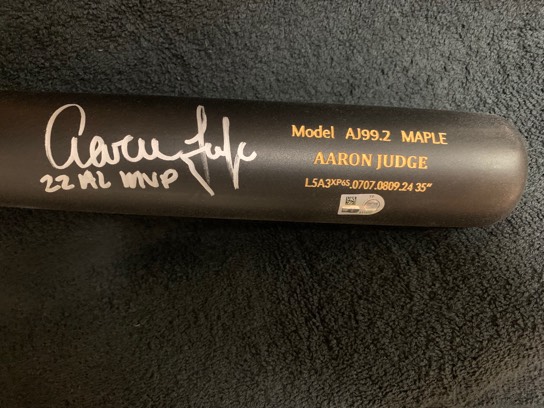 Aaron Judge
22 AL MVP
Model AJ99.2 MAPLE
AARON JUDGE
L5A3XP6S.0707.0809.24 35"